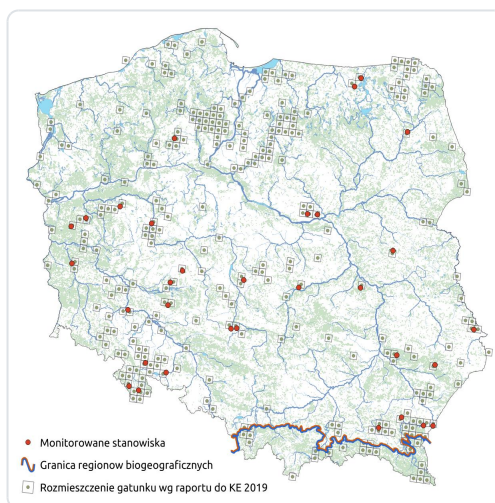 Monitorowane stanowiska
Granica regionow biogeograficznych
Rozmieszczenie gatunku wg raportu do KE 2019